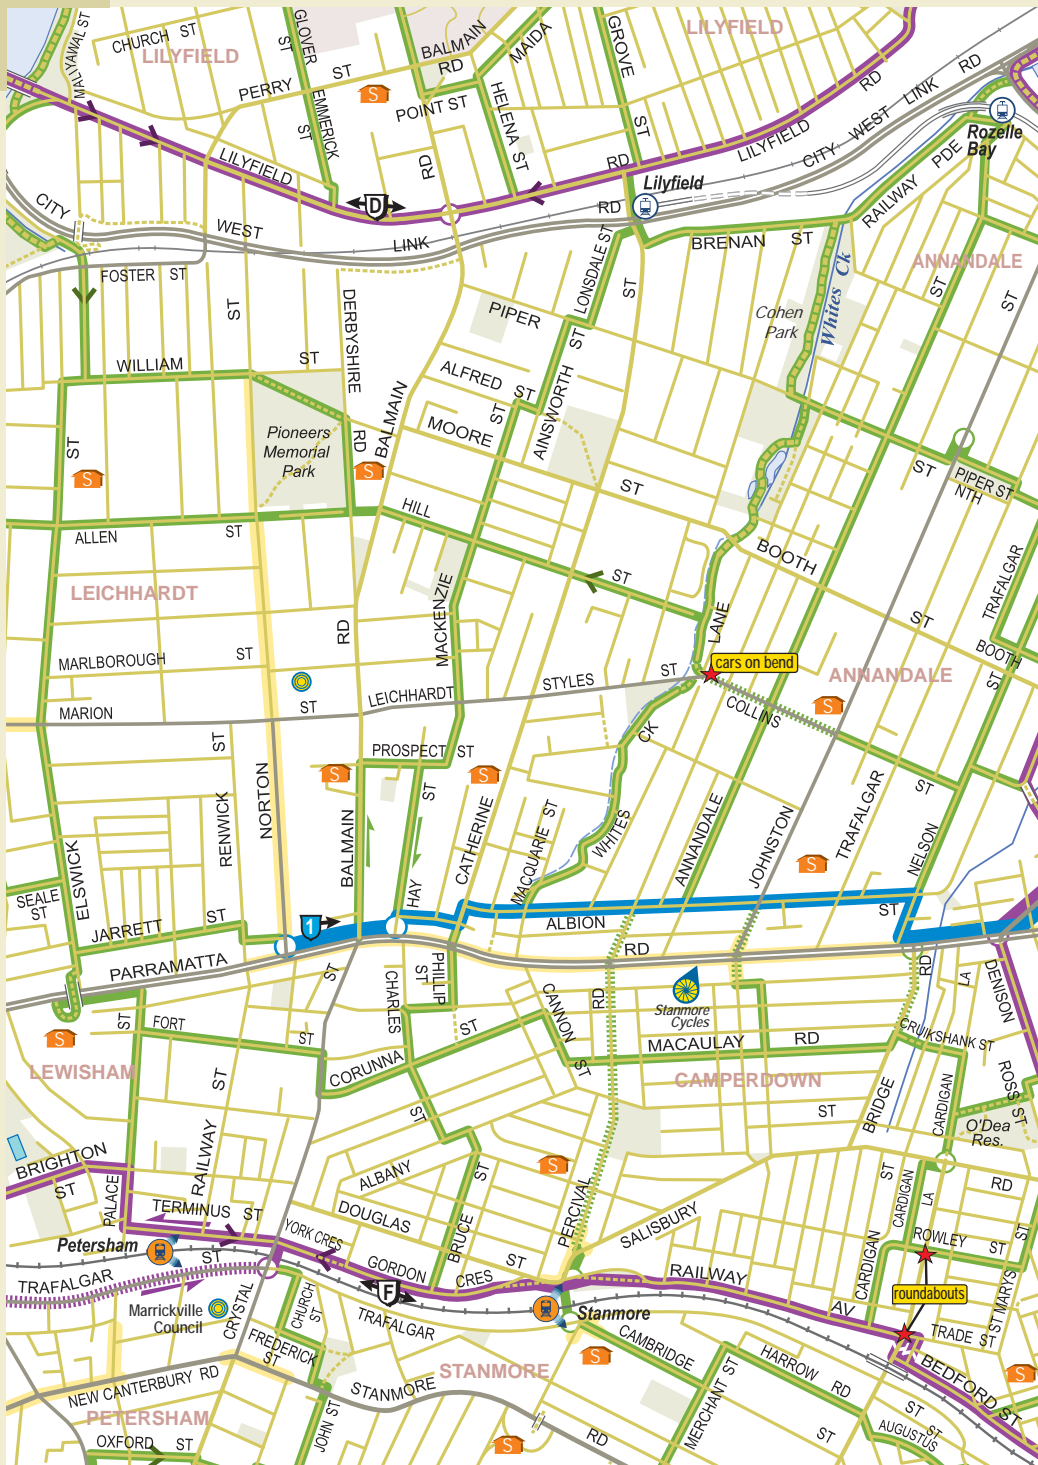 LILYFIELD
LILYFIELD
MALLYAWAL ST
CHURCH ST
GLOVER ST
BALMAIN RD
MAIDA
GROVE ST
PERRY ST
S
POINT ST
HELENA ST
EMMERICK ST
LILYFIELD RD
LILYFIELD RD
CITY WEST LINK RD
Rozelle
Bay
Lilyfield
RD
D
CITY WEST LINK RD
RAILWAY PDE
BRENAN ST
ANNANDALE
FOSTER ST
LONSDALE ST
ST
ST
ST
ST
Whites Ck
Cohen
Park
DERBYSHIRE RD
PIPER
WILLIAM ST
ALFRED ST
AINSWORTH ST
BALMAIN
MOORE ST
ST
Pioneers
Memorial
Park
ST
S
S
ST
PIPER ST
NTH
HILL ST
ALLEN ST
BOOTH ST
TRAFALGAR
MACKENZIE
LEICHHARDT
RD
LANE
BOOTH
ST
MARLBOROUGH ST
cars on bend
ANNANDALE
STYLES ST
LEICHHARDT
MARION ST
COLLINS
S
CK
ST
PROSPECT ST
S
S
ST
ST
RENWICK
NORTON
BALMAIN
HAY
CATHERINE
MACQUARIE ST
WHITES
ANNANDALE
JOHNSTON
TRAFALGAR
S
NELSON
ELSWICK
SEALE
ST
JARRETT ST
1
ALBION ST
PARRAMATTA RD
RD
ST
CHARLES
PHILLIP ST
CANNON ST
RD
Stanmore
Cycles
LA
DENISON
S
ST
FORT ST
ST
MACAULAY RD
CRUIKSHANK ST
LEWISHAM
CORUNNA
ST
CAMPERDOWN
ROSS ST
BRIDGE
CARDIGAN
ST
O'Dea
Res.
BRIGHTON
ST
RAILWAY
ST
ALBANY
S
ST
CARDIGAN
LA
RD
PALACE
TERMINUS ST
DOUGLAS
BRUCE
ST
PERCIVAL
SALISBURY
ROWLEY ST
Petersham
YORK CRES
ST
TRAFALGAR ST
GORDON CRES
F
RAILWAY AV
CARDIGAN
roundabouts
ST MARYS ST
Marrickville
Council
CRYSTAL
CHURCH ST
TRAFALGAR
Stanmore
TRADE ST
FREDERICK
ST
CAMBRIDGE
S
HARROW RD
BEDFORD ST
S
STANMORE
NEW CANTERBURY RD
STANMORE RD
MERCHANT ST
PETERSHAM
JOHN ST
OXFORD ST
S
ST
ST
ST
AUGUSTUS